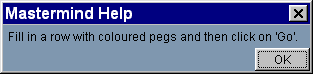 Mastermind Help
Fill in a row with coloured pegs and then click on 'Go'.
OK